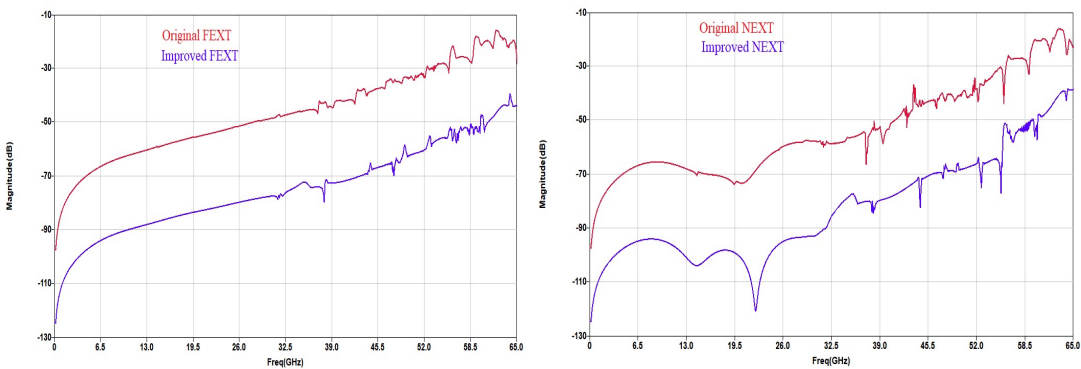 -10
-30
-50
-70
-90
-110
-130
Magnitude(dB)
Original FEXT
Improved FEXT
0 6.5 13.0 19.5 26.0 32.5 39.0 45.5 52.0 58.5 65.0
Freq(GHz)
-10
-30
-50
-70
-90
-110
-130
Magnitude(dB)
Original NEXT
Improved NEXT
0 6.5 13.0 19.5 26.0 32.5 39.0 45.5 52.0 58.5 65.0
Freq(GHz)